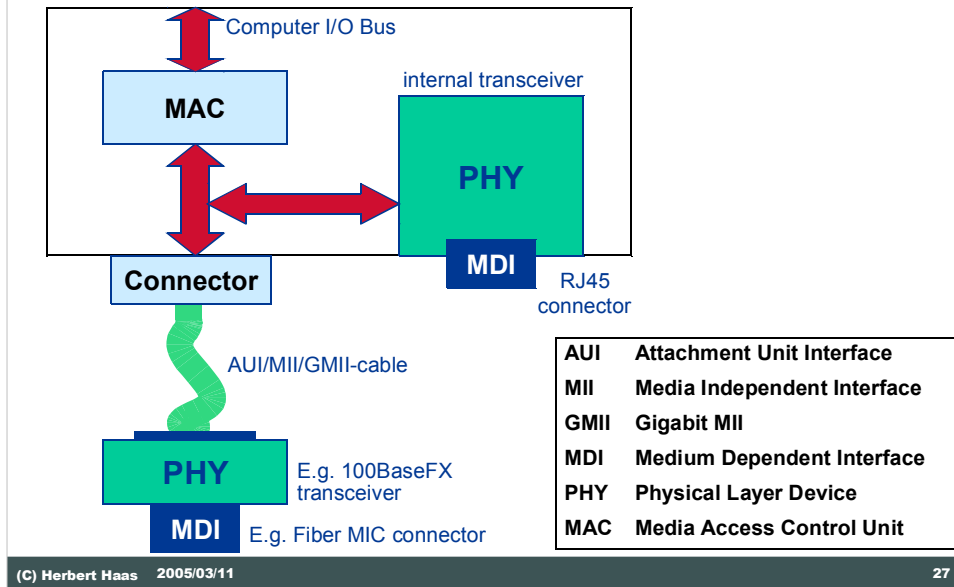 Computer I/O Bus
MAC
internal transceiver
PHY
MDI
RJ45
connector
Connector
AUI/MII/GMII-cable
PHY
E.g. 100BaseFX
transceiver
MDI
E.g. Fiber MIC connector
AUI Attachment Unit Interface
MII Media Independent Interface
GMII Gigabit MII
MDI Medium Dependent Interface
PHY Physical Layer Device
MAC Media Access Control Unit
(C) Herbert Haas 2005/03/11 27